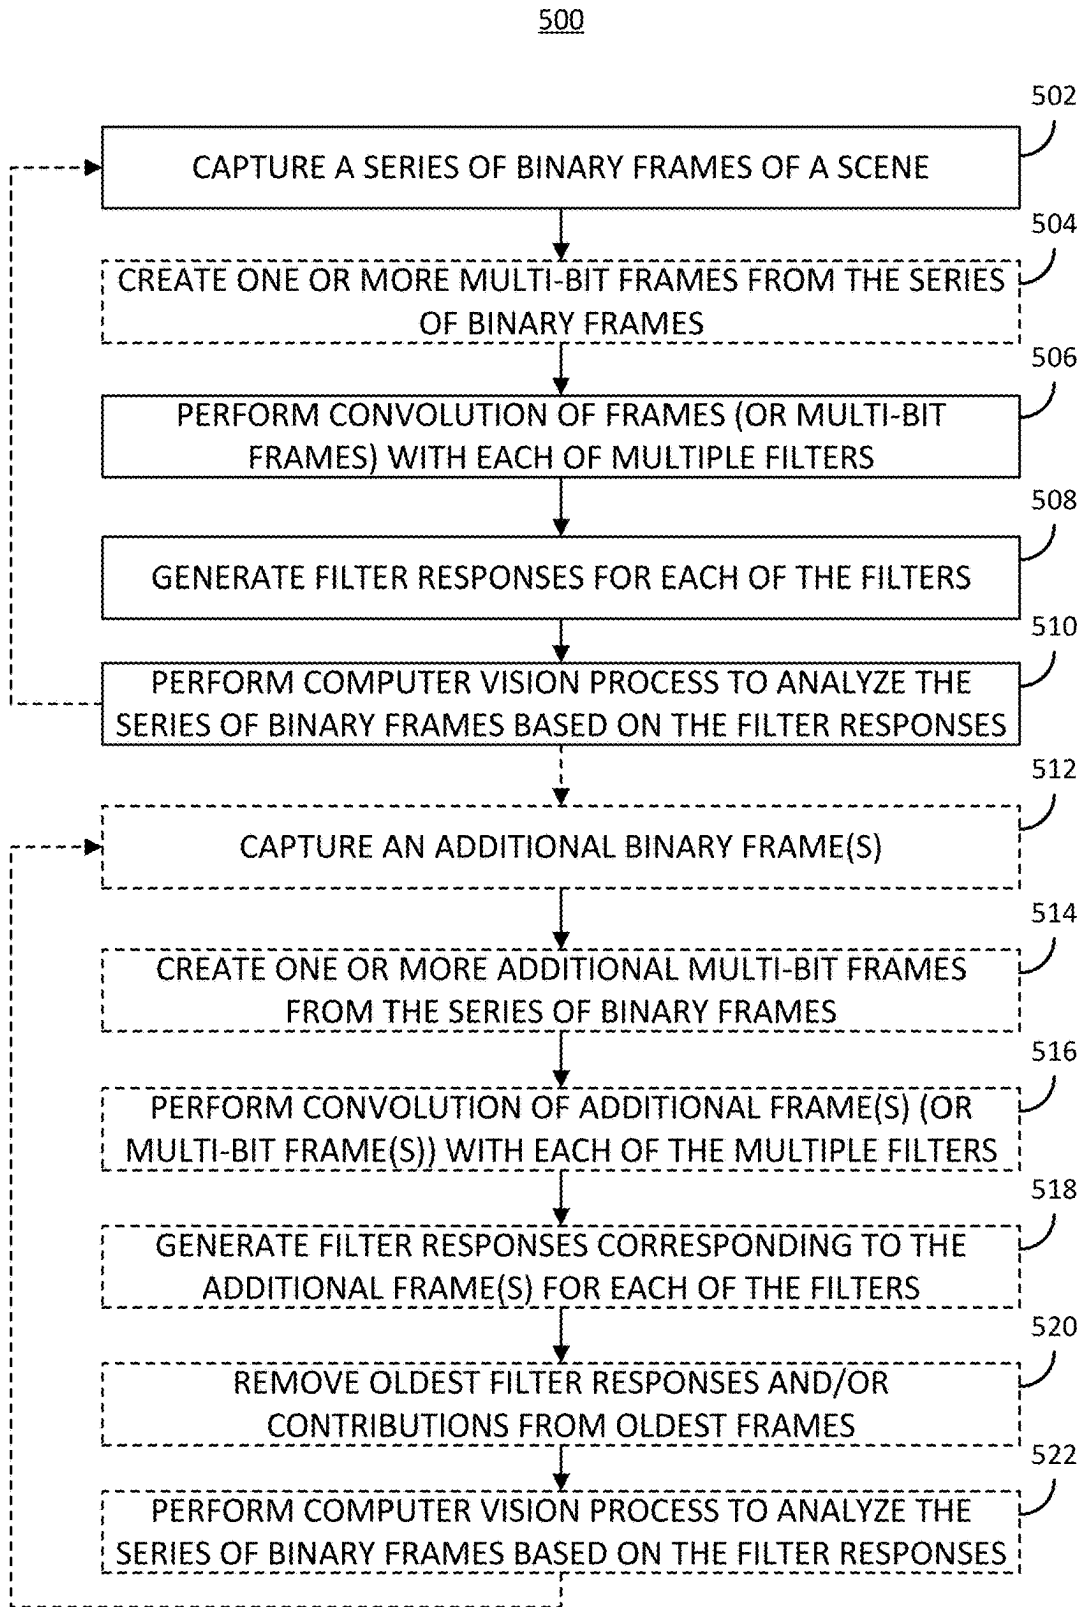 500
502
CAPTURE A SERIES OF BINARY FRAMES OF A SCENE
504
CREATE ONE OR MORE MULTI-BIT FRAMES FROM THE SERIES
OF BINARY FRAMES
506
PERFORM CONVOLUTION OF FRAMES (OR MULTI-BIT
FRAMES) WITH EACH OF MULTIPLE FILTERS
508
GENERATE FILTER RESPONSES FOR EACH OF THE FILTERS
510
PERFORM COMPUTER VISION PROCESS TO ANALYZE THE
SERIES OF BINARY FRAMES BASED ON THE FILTER RESPONSES
512
CAPTURE AN ADDITIONAL BINARY FRAME(S)
514
CREATE ONE OR MORE ADDITIONAL MULTI-BIT FRAMES
FROM THE SERIES OF BINARY FRAMES
516
PERFORM CONVOLUTION OF ADDITIONAL FRAME(S) (OR
MULTI-BIT FRAME(S)) WITH EACH OF THE MULTIPLE FILTERS
518
GENERATE FILTER RESPONSES CORRESPONDING TO THE
ADDITIONAL FRAME(S) FOR EACH OF THE FILTERS
520
REMOVE OLDEST FILTER RESPONSES AND/OR
CONTRIBUTIONS FROM OLDEST FRAMES
522
PERFORM COMPUTER VISION PROCESS TO ANALYZE THE
SERIES OF BINARY FRAMES BASED ON THE FILTER RESPONSES